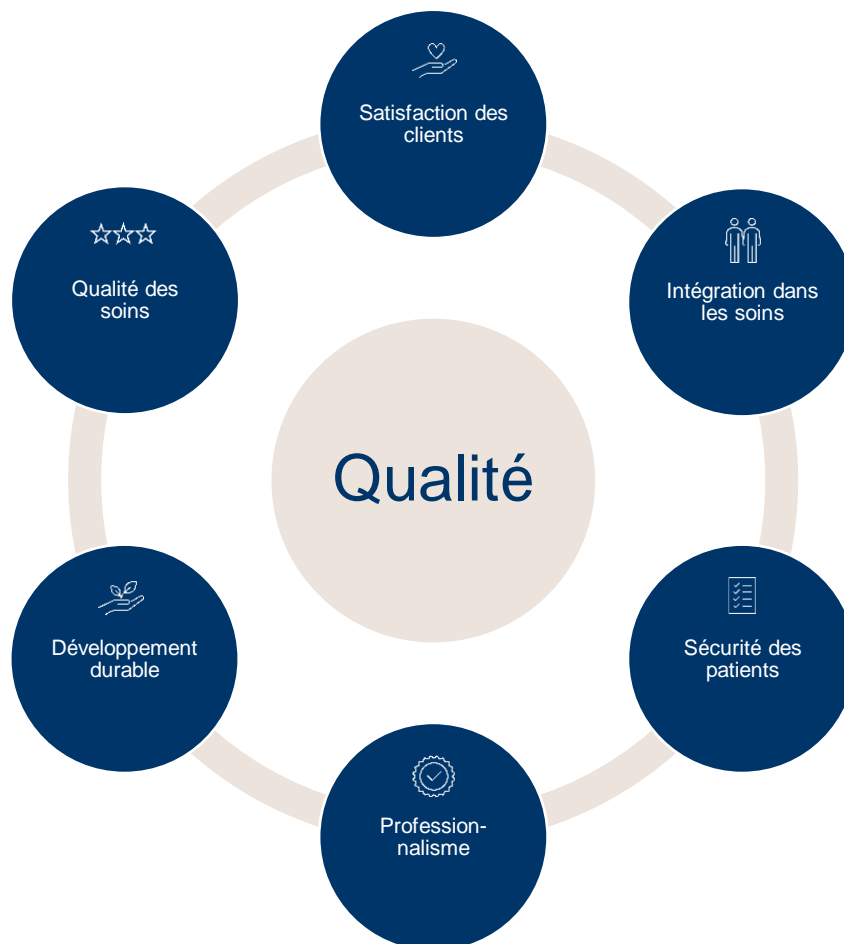 Satisfaction des
clients
Intégration dans
les soins
Sécurité des
patients
Profession-
nalisme
Développement
durable
Qualité des
soins
Qualité